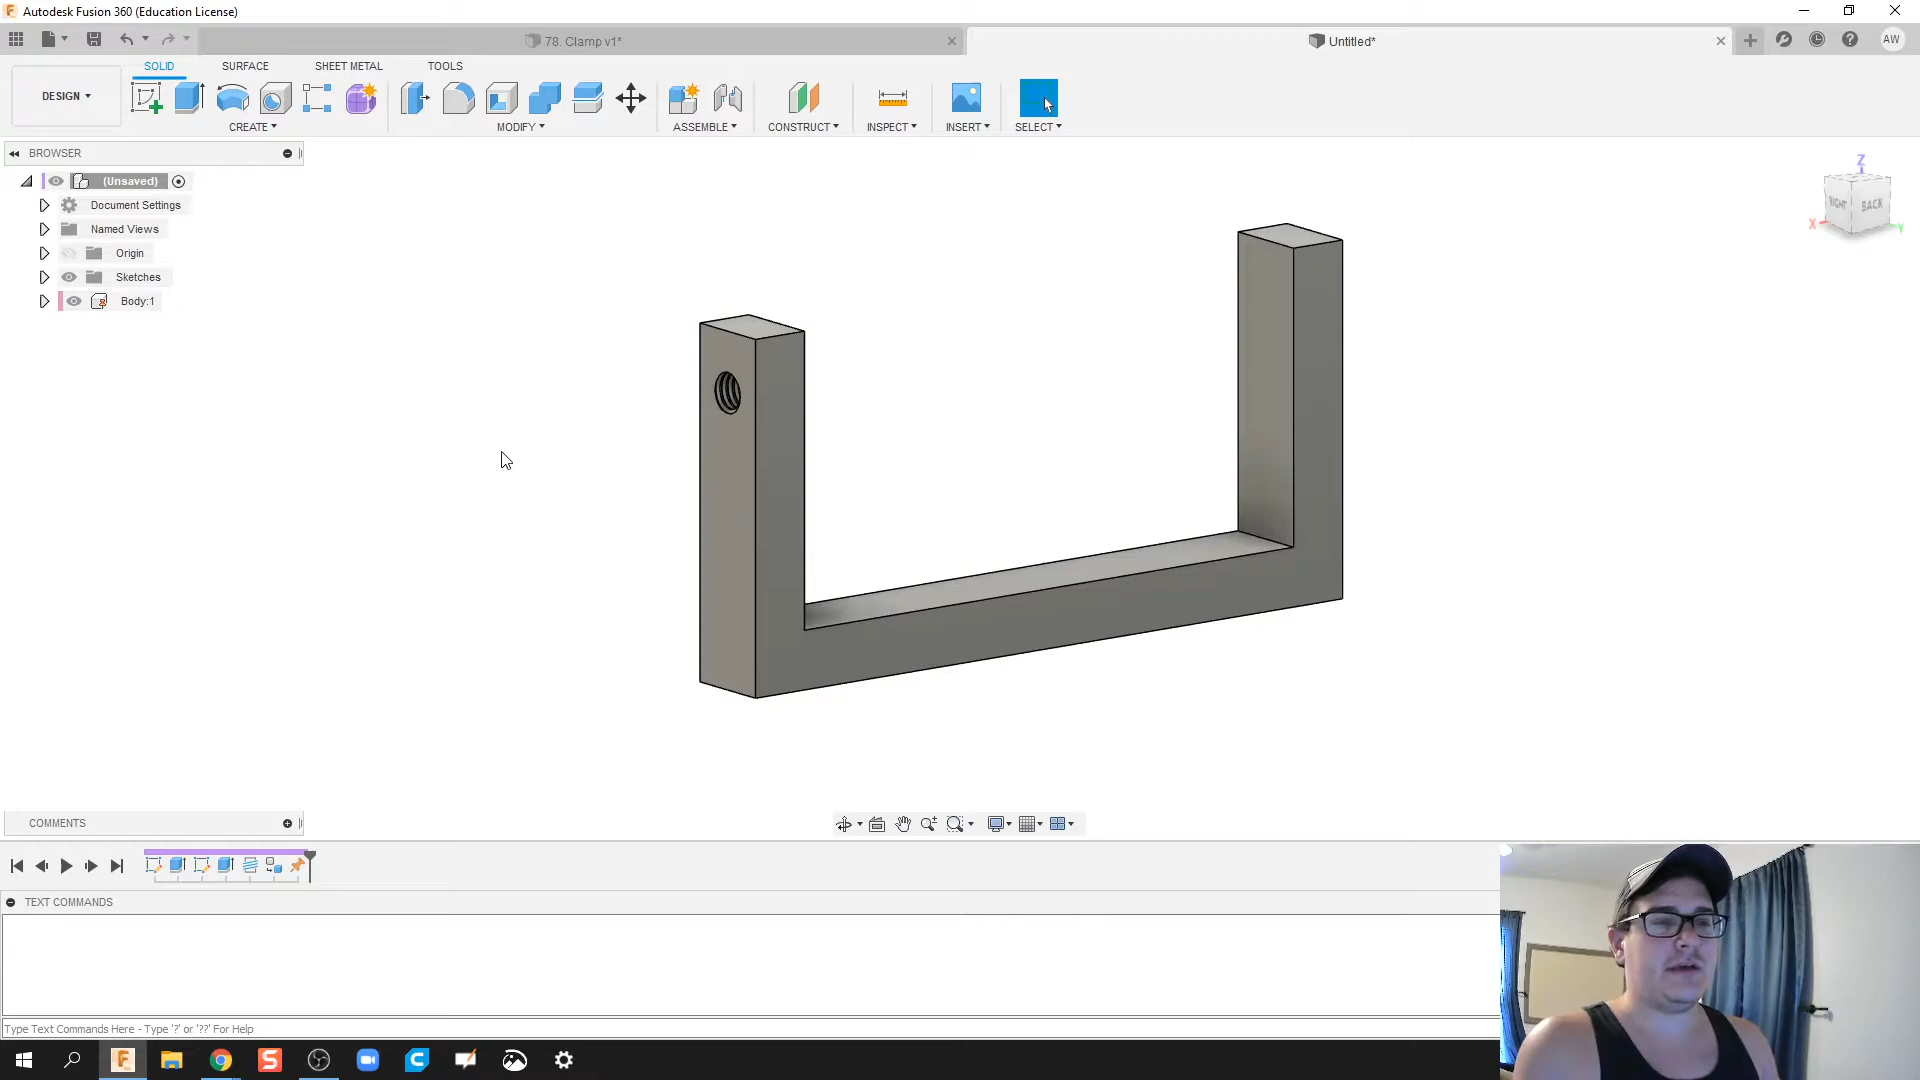 Autodesk Fusion 360 (Education License)
78. Clamp v1*
Untitled*
AW
SOLID
SURFACE
SHEET METAL
TOOLS
DESIGN
CREATE
MODIFY
ASSEMBLE
CONSTRUCT
INSPECT
INSERT
SELECT
BROWSER
(Unsaved)
Document Settings
Named Views
Origin
Sketches
Body:1
Z
RIGHT
BACK
X
Y
COMMENTS
TEXT COMMANDS
Type Text Commands Here - Type '?' or '??' For Help